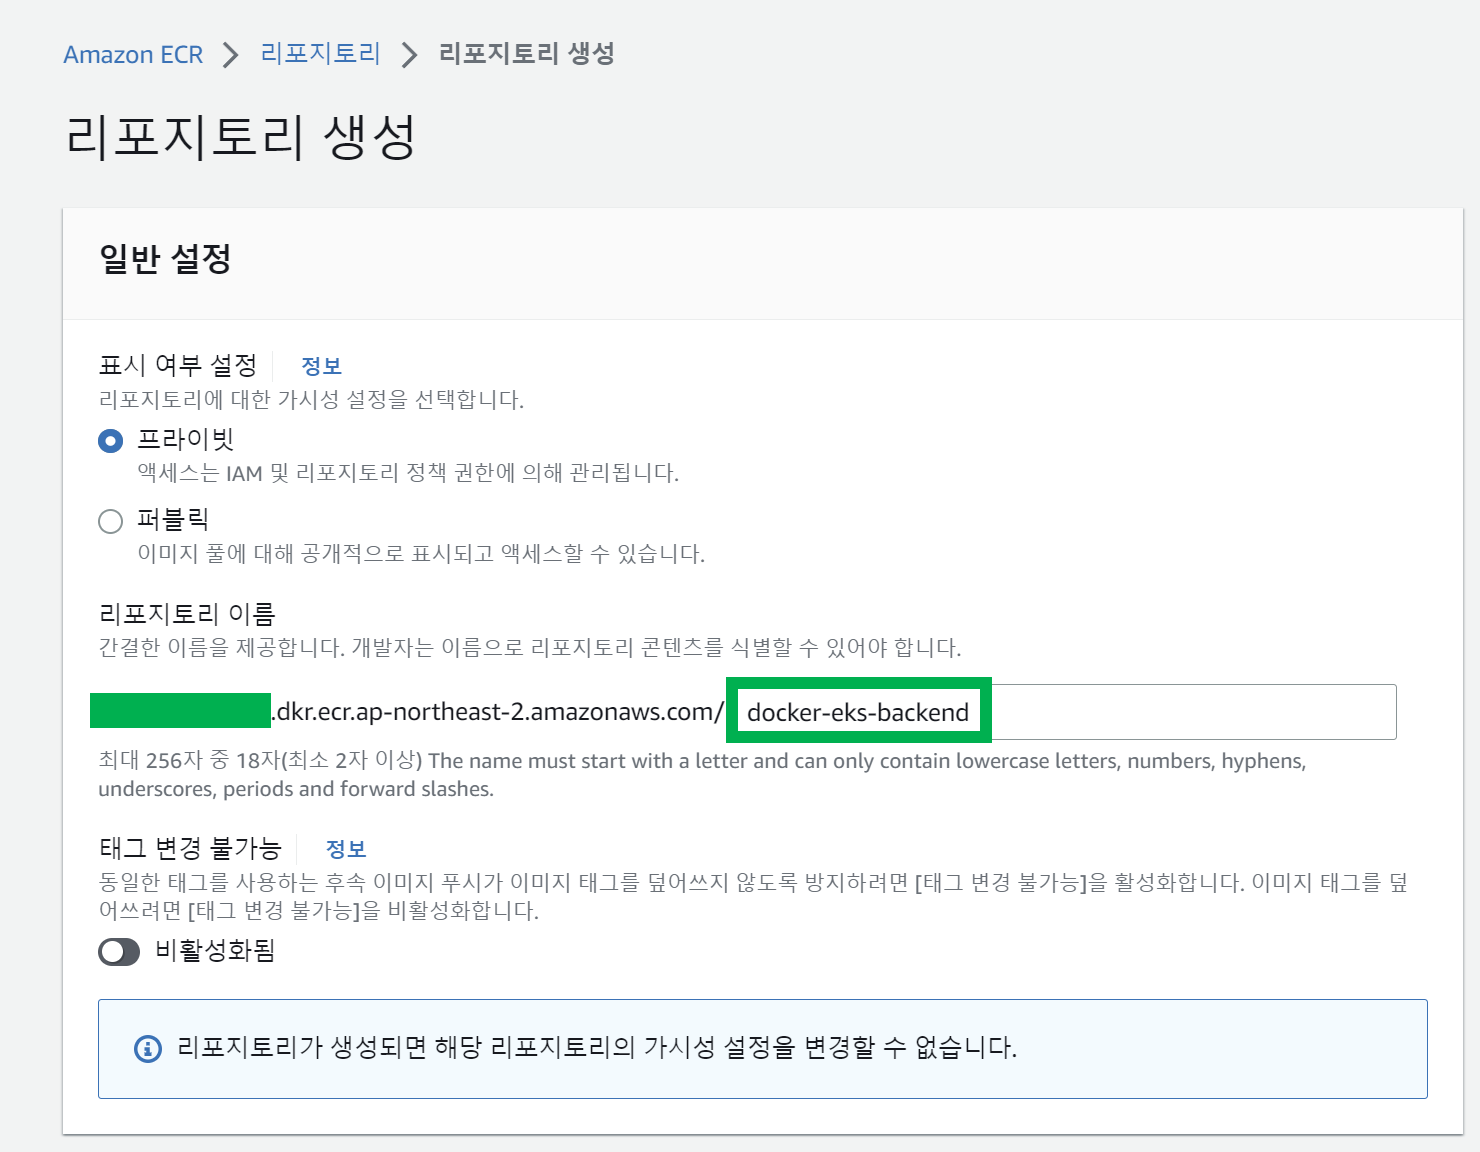 Amazon ECR > 리포지토리 > 리포지토리 생성
리포지토리 생성
일반 설정
표시 여부 설정 정보
리포지토리에 대한 가시성 설정을 선택합니다.
프라이빗
액세스는 IAM 및 리포지토리 정책 권한에 의해 관리됩니다.
퍼블릭
이미지 풀에 대해 공개적으로 표시되고 액세스할 수 있습니다.
리포지토리 이름
간결한 이름을 제공합니다. 개발자는 이름으로 리포지토리 콘텐츠를 식별할 수 있어야 합니다.
.dkr.ecr.ap-northeast-2.amazonaws.com/ docker-eks-backend
최대 256자 중 18자(최소 2자 이상) The name must start with a letter and can only contain lowercase letters, numbers, hyphens,
underscores, periods and forward slashes.
태그 변경 불가능 정보
동일한 태그를 사용하는 후속 이미지 푸시가 이미지 태그를 덮어쓰지 않도록 방지하려면 [태그 변경 불가능]을 활성화합니다. 이미지 태그를 덮
어쓰려면 [태그 변경 불가능]을 비활성화합니다.
비활성화됨
리포지토리가 생성되면 해당 리포지토리의 가시성 설정을 변경할 수 없습니다.